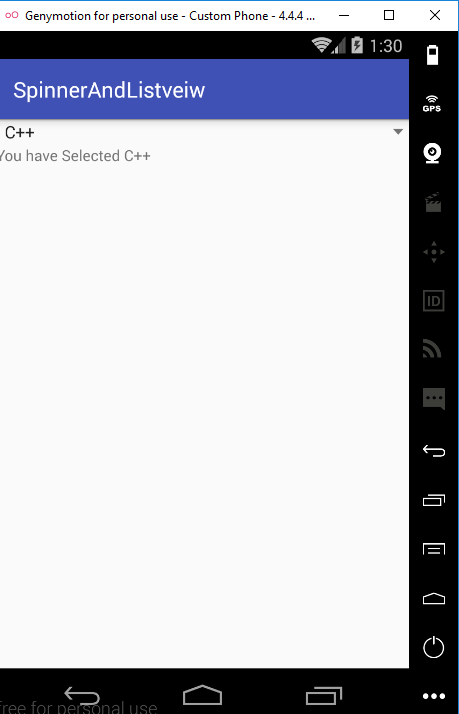 Genymotion for personal use - Custom Phone - 4.4.4 ...
1:30
SpinnerAndListveiw
GPS
C++
You have Selected C++
ID
free for personal use